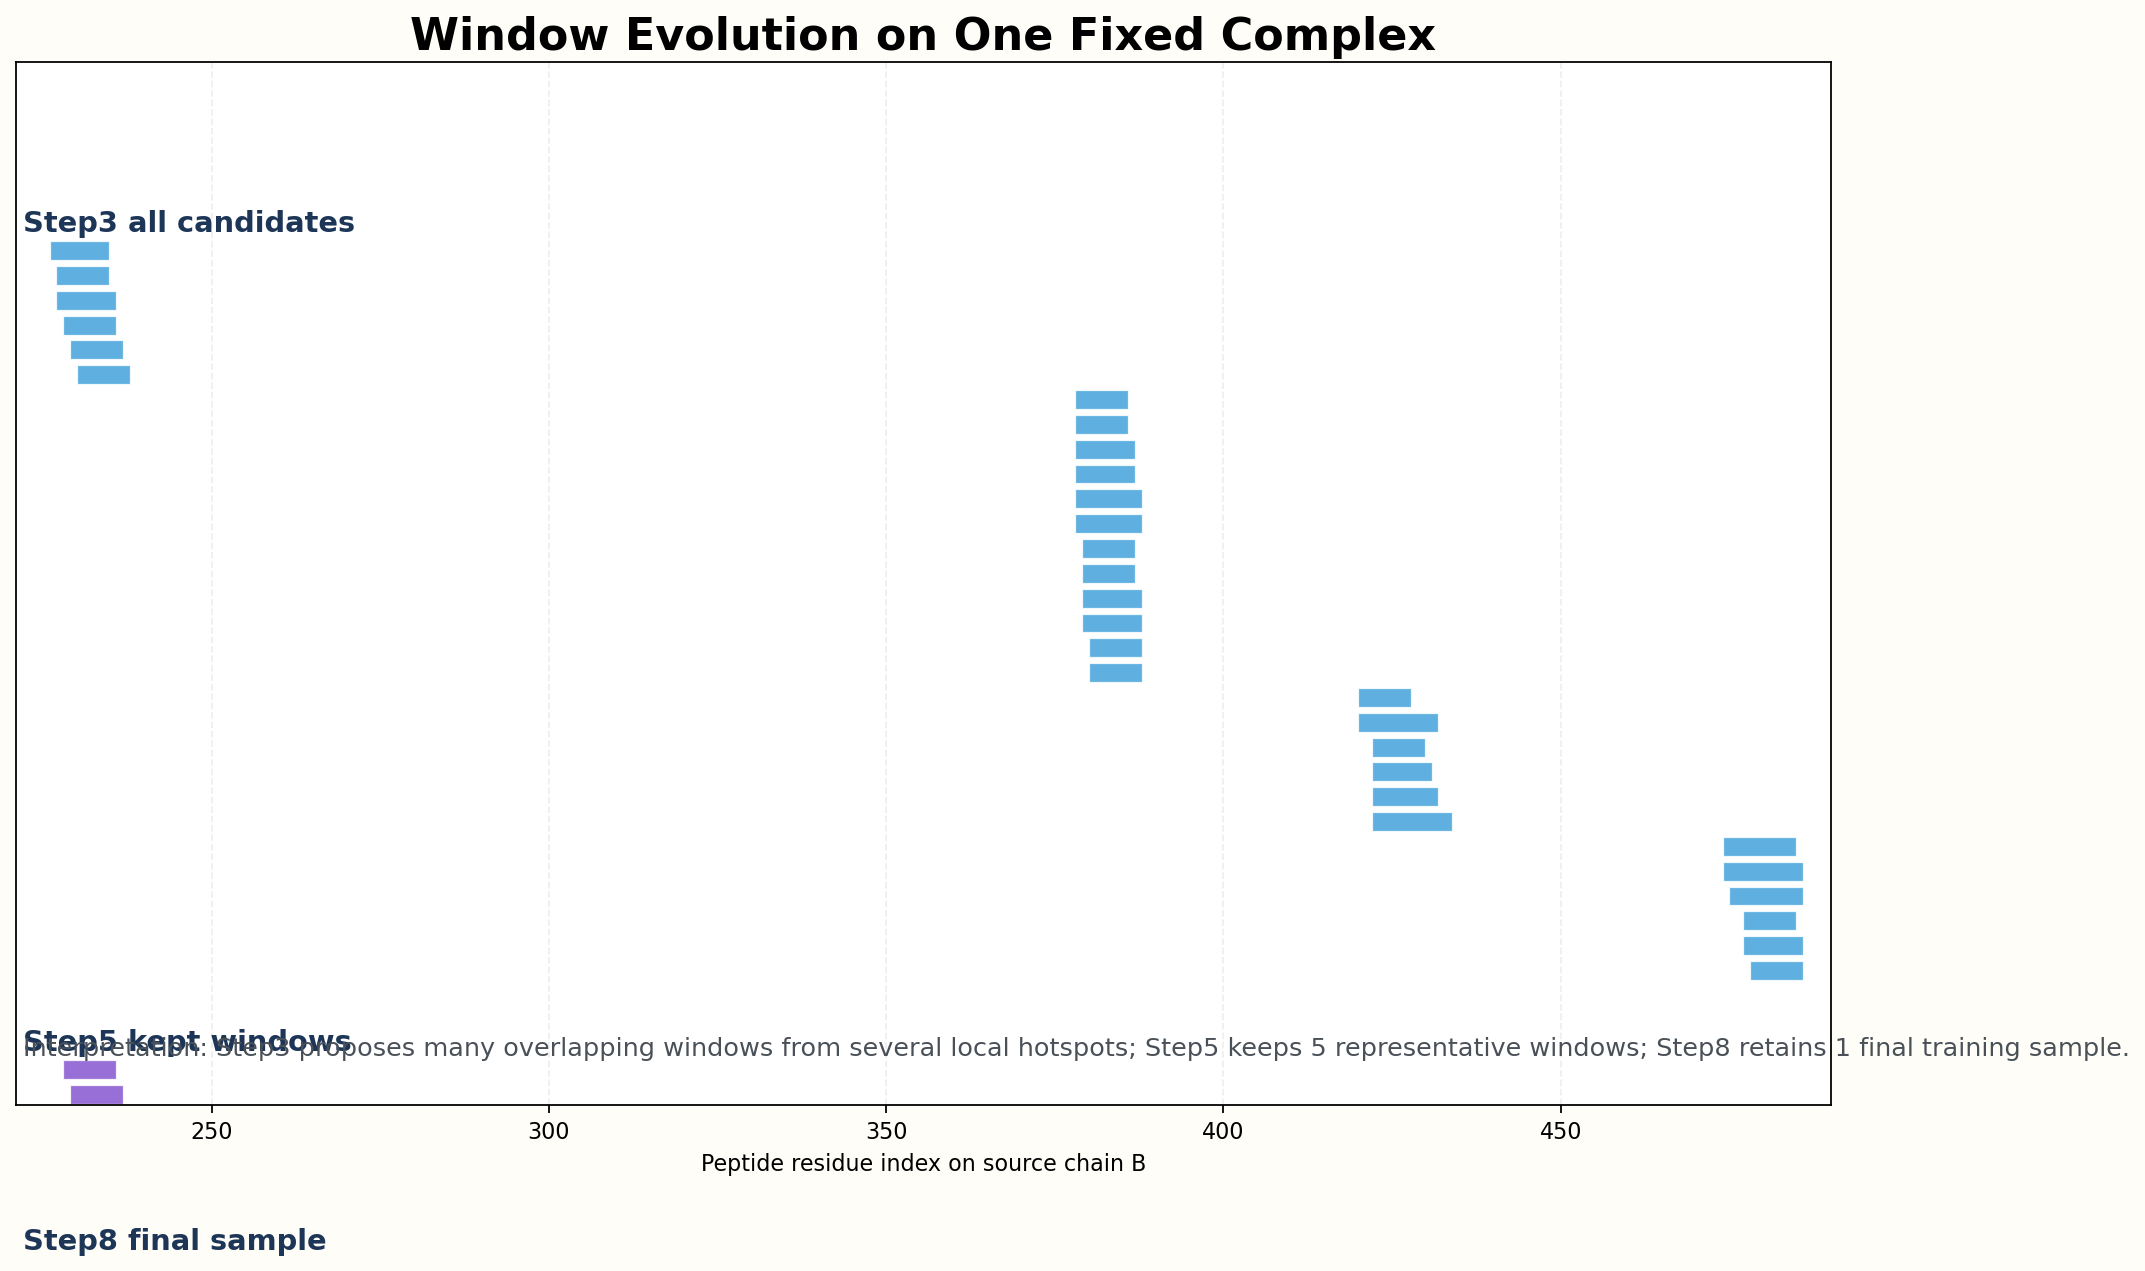 Window Evolution on One Fixed Complex
Step3 all candidates
Step5 kept windows
Interpretation: Step3 proposes many overlapping windows from several local hotspots; Step5 keeps 5 representative windows; Step8 retains 1 final training sample.
250 300 350 400 450
Peptide residue index on source chain B
Step8 final sample